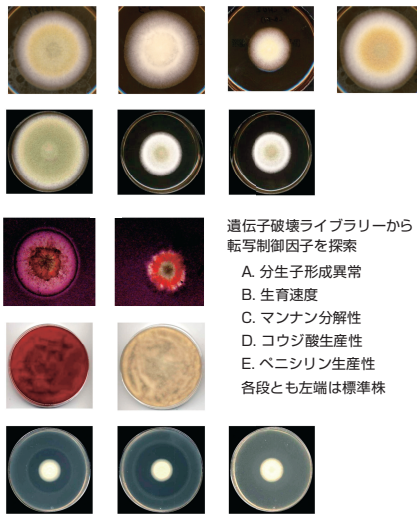 遺伝子破壊ライブラリーから
転写制御因子を探索
A. 分生子形成異常
B. 生育速度
C. マンナン分解性
D. コウジ酸生産性
E. ペニシリン生産性
各段とも左端は標準株